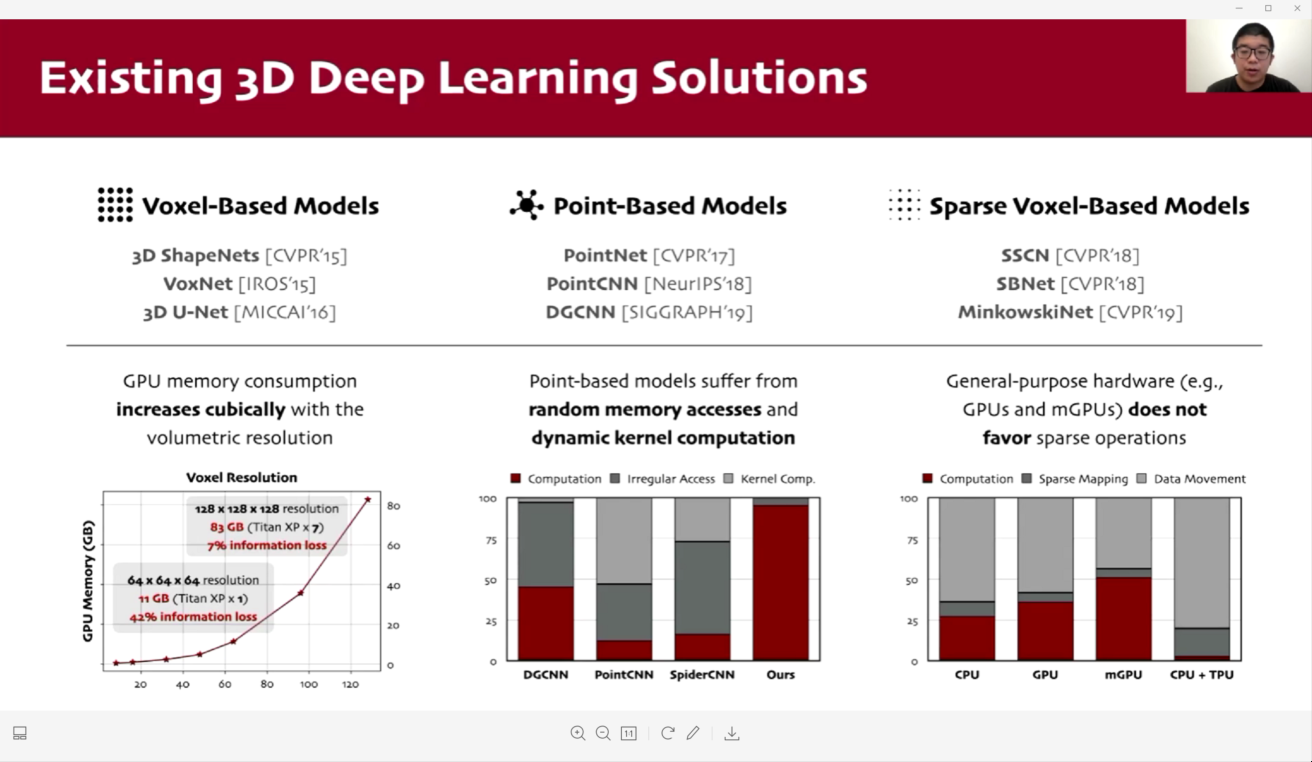 Existing 3D Deep Learning Solutions
Voxel-Based Models
3D ShapeNets [CVPR'15]
VoxNet [IROS'15]
3D U-Net [MICCAI'16]
GPU memory consumption
increases cubically with the
volumetric resolution
Voxel Resolution
GPU Memory (GB)
128 x 128 x 128 resolution
83 GB (Titan XP x 7)
7% information loss
64 x 64 x 64 resolution
11 GB (Titan XP x 1)
42% information loss
80
60
40
20
0
20 40 60 80 100 120
Point-Based Models
PointNet [CVPR'17]
PointCNN [NeurIPS'18]
DGCNN [SIGGRAPH'19]
Point-based models suffer from
random memory accesses and
dynamic kernel computation
Computation Irregular Access Kernel Comp.
100
75
50
25
0
DGCNN PointCNN SpiderCNN Ours
Sparse Voxel-Based Models
SSCN [CVPR'18]
SBNet [CVPR'18]
MinkowskiNet [CVPR'19]
General-purpose hardware (e.g.,
GPUs and mGPUs) does not
favor sparse operations
Computation Sparse Mapping Data Movement
100
75
50
25
0
CPU GPU mGPU CPU + TPU
1:1